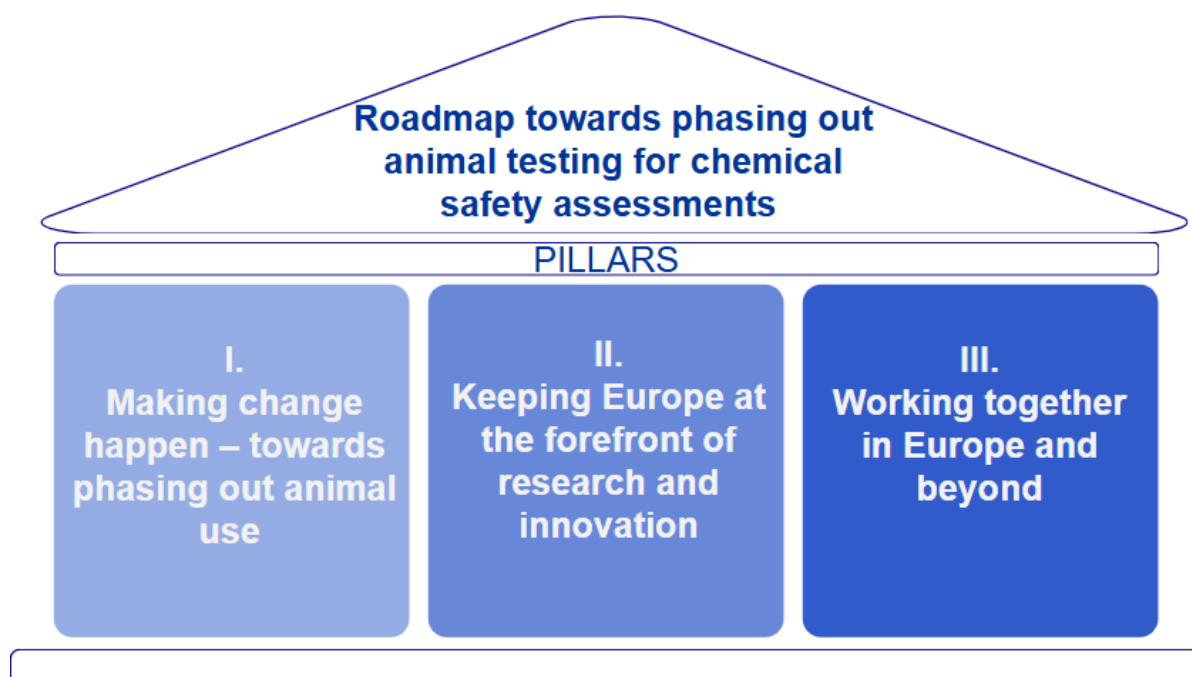 Roadmap towards phasing out
animal testing for chemical
safety assessments
PILLARS
I.
Making change
happen – towards
phasing out animal
use
II.
Keeping Europe at
the forefront of
research and
innovation
III.
Working together
in Europe and
beyond